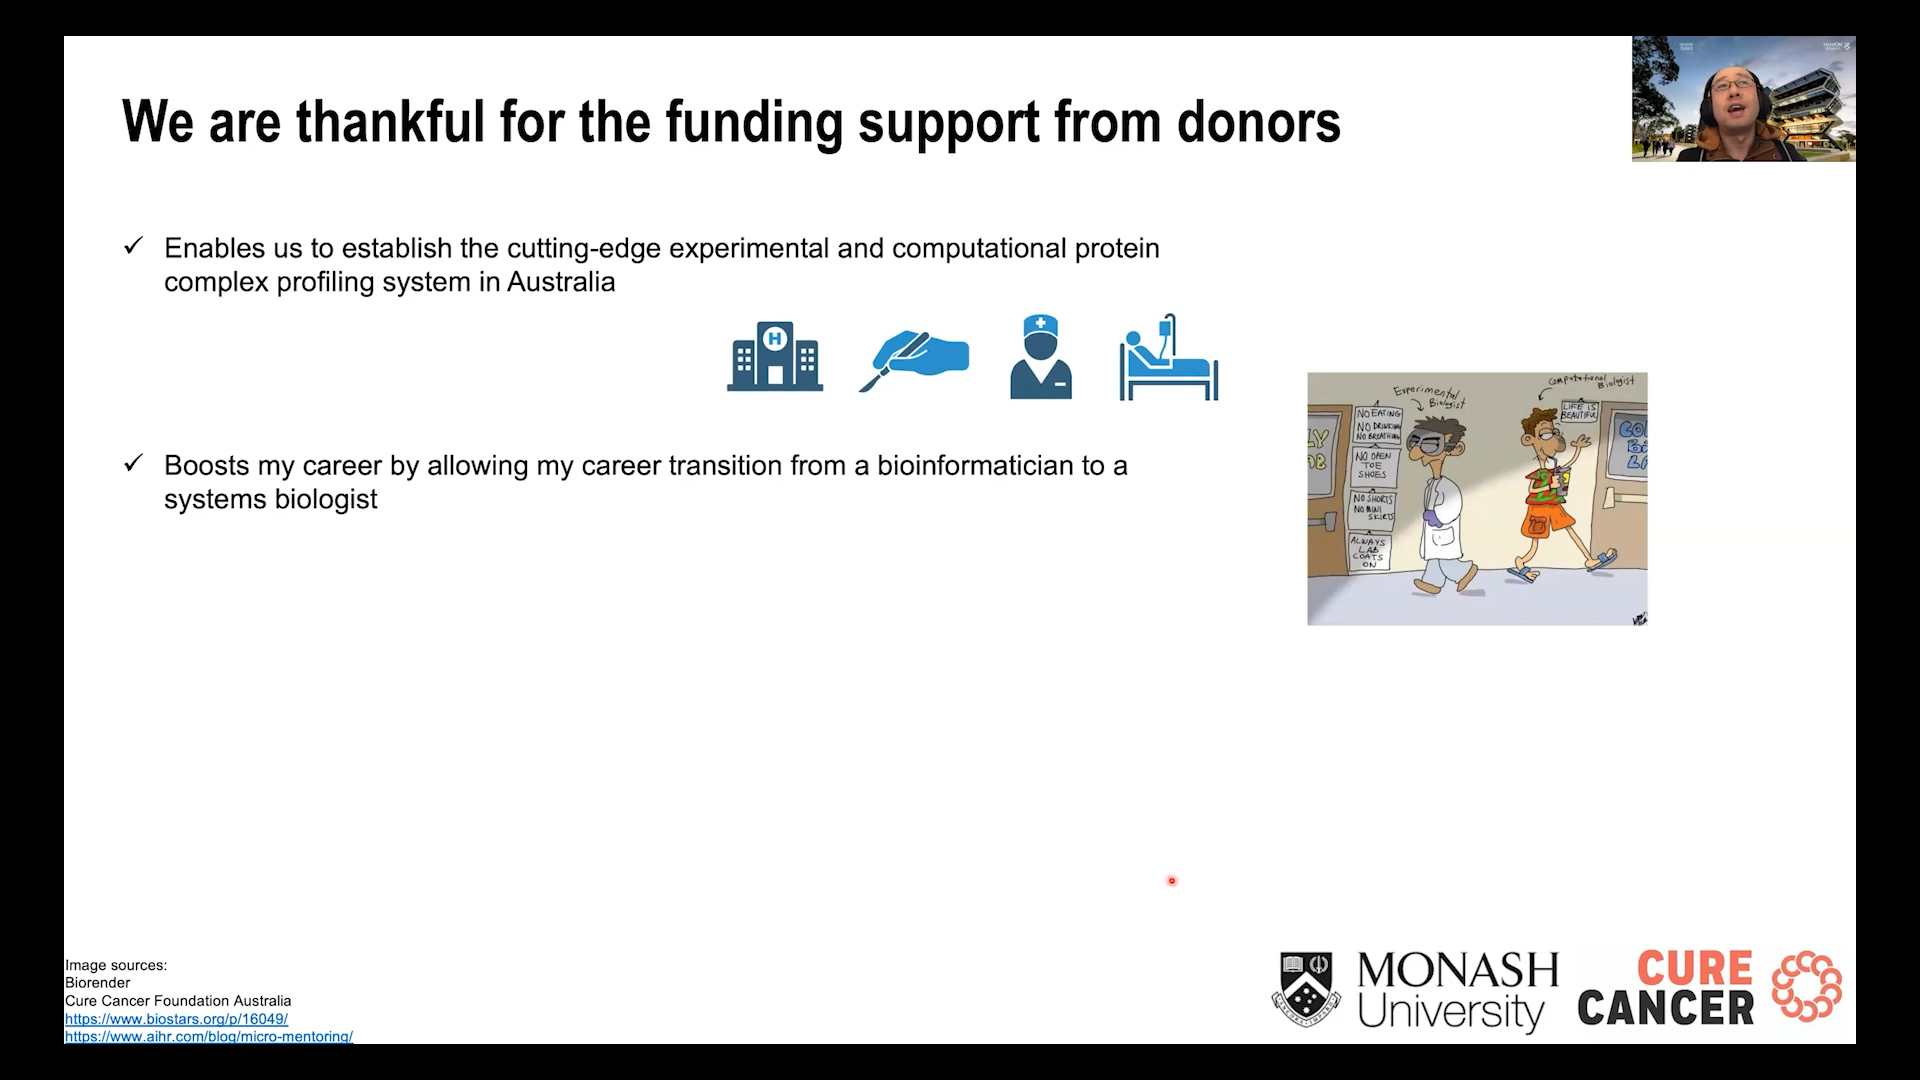 We are thankful for the funding support from donors
✓ Enables us to establish the cutting-edge experimental and computational protein
complex profiling system in Australia
H
✓ Boosts my career by allowing my career transition from a bioinformatician to a
systems biologist
Experimental
Biologist
Computational
Biologist
NO EATING
NO DRINKING
NO BREATHING
NO OPEN
TOE
SHOES
NO SHORTS
NO MINI
SKIRTS
ALWAYS
LAB
COATS
ON
LIFE IS
BEAUTIFUL
Image sources:
Biorender
Cure Cancer Foundation Australia
https://www.biostars.org/p/16049/
https://www.aihr.com/blog/micro-mentoring/
MONASH
University
CURE
CANCER